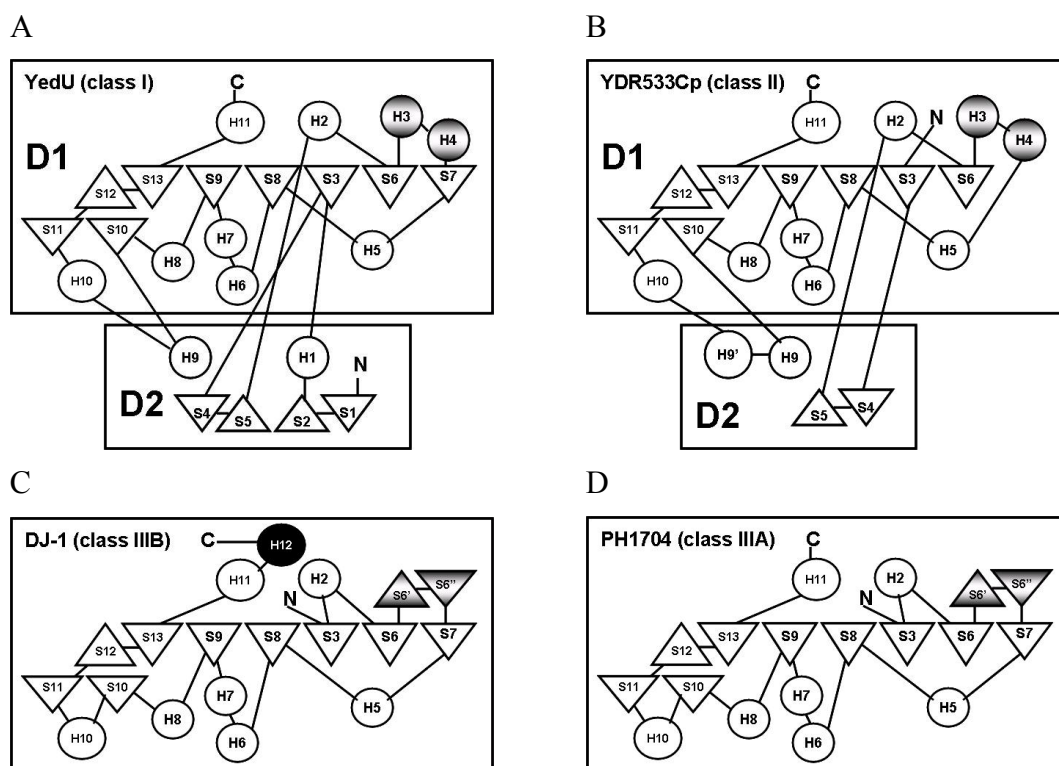 A
B
YedU (class I)
C
H11
H2
H3
H4
D1
S12
S13
S9
S8
S3
S6
S7
S11
S10
H10
H8
H7
H6
H5
H9
H1
N
D2
S4
S5
S2
S1
YDR533Cp (class II)
C
H11
H2
N
H3
H4
D1
S12
S13
S9
S8
S3
S6
S11
S10
H10
H8
H7
H6
H5
H9'
H9
D2
S5
S4
C
D
DJ-1 (class IIIB)
C
H12
H11
N
H2
S6'
S6"
S12
S13
S9
S8
S3
S6
S7
S11
S10
H10
H8
H7
H6
H5
PH1704 (class IIIA)
C
H11
N
H2
S6'
S6"
S12
S13
S9
S8
S3
S6
S7
S11
S10
H10
H8
H7
H6
H5